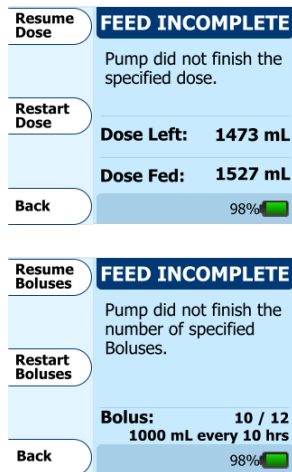 Resume
Dose
FEED INCOMPLETE
Pump did not finish the
specified dose.
Restart
Dose
Dose Left: 1473 mL
Dose Fed: 1527 mL
Back
98%
Resume
Boluses
FEED INCOMPLETE
Pump did not finish the
number of specified
Boluses.
Restart
Boluses
Bolus: 10 / 12
1000 mL every 10 hrs
Back
98%